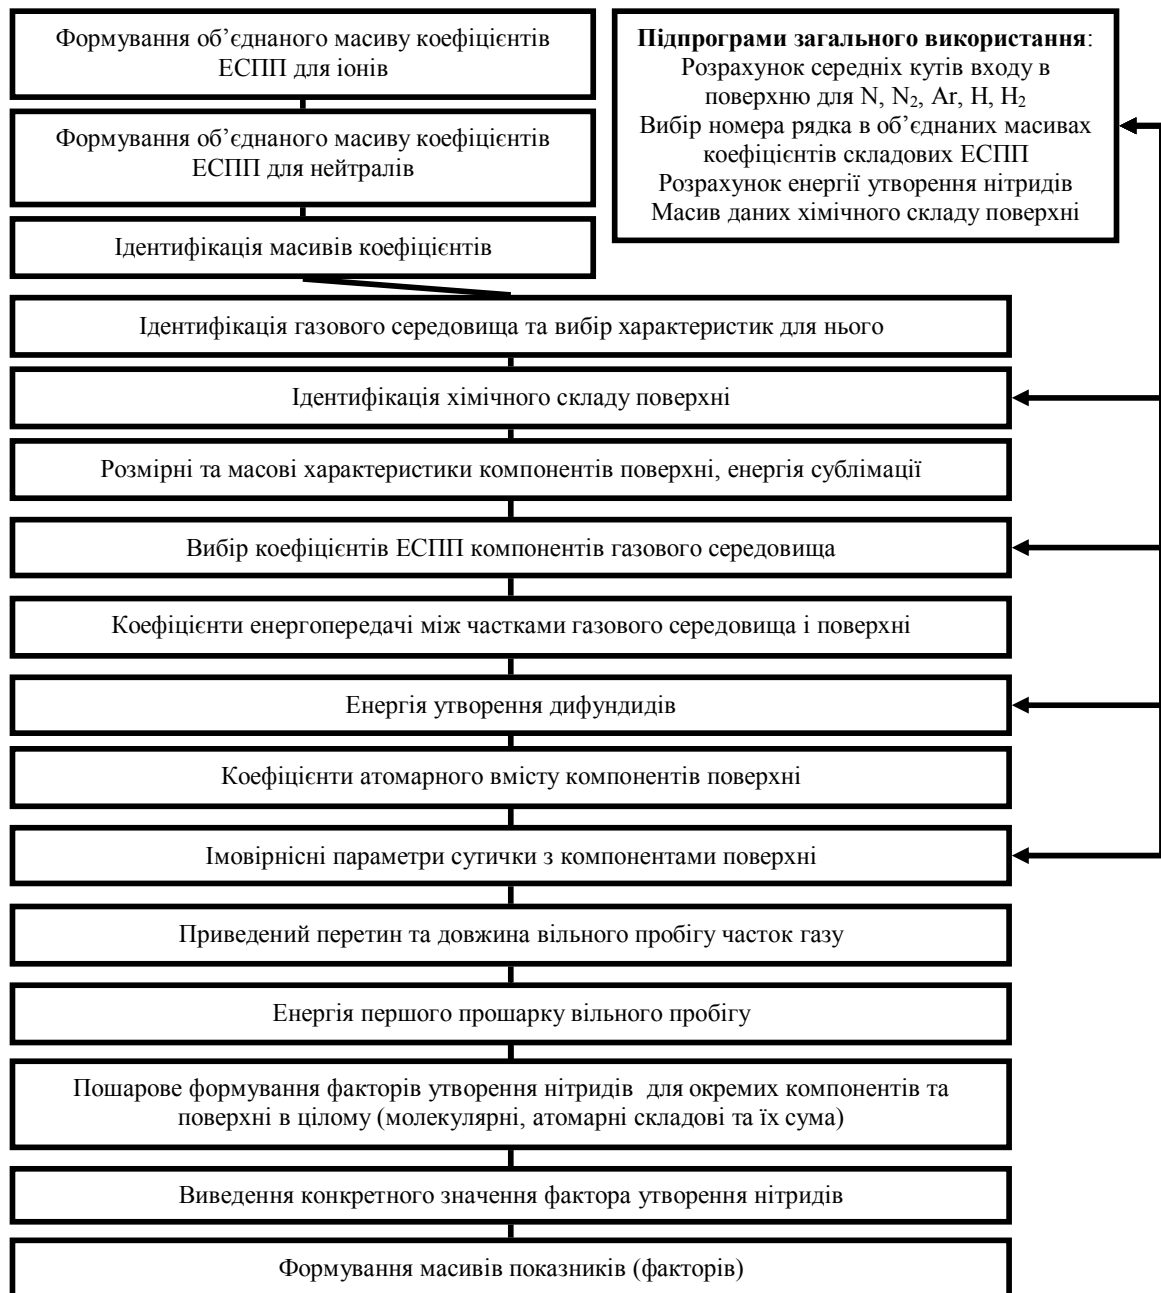 Формування об’єднаного масиву коефіцієнтів
ЕСПП для іонів
Формування об’єднаного масиву коефіцієнтів
ЕСПП для нейтралів
Ідентифікація масивів коефіцієнтів
Підпрограми загального використання:
Розрахунок середніх кутів входу в
поверхню для N, N₂, Ar, H, H₂
Вибір номера рядка в об’єднаних масивах
коефіцієнтів складових ЕСПП
Розрахунок енергії утворення нітридів
Масив даних хімічного складу поверхні
Ідентифікація газового середовища та вибір характеристик для нього
Ідентифікація хімічного складу поверхні
Розмірні та масові характеристики компонентів поверхні, енергія сублімації
Вибір коефіцієнтів ЕСПП компонентів газового середовища
Коефіцієнти енергопередачі між частками газового середовища і поверхні
Енергія утворення дифундидів
Коефіцієнти атомарного вмісту компонентів поверхні
Імовірнісні параметри сутички з компонентами поверхні
Приведений перетин та довжина вільного пробігу часток газу
Енергія першого прошарку вільного пробігу
Пошарове формування факторів утворення нітридів для окремих компонентів та
поверхні в цілому (молекулярні, атомарні складові та їх сума)
Виведення конкретного значення фактора утворення нітридів
Формування масивів показників (факторів)